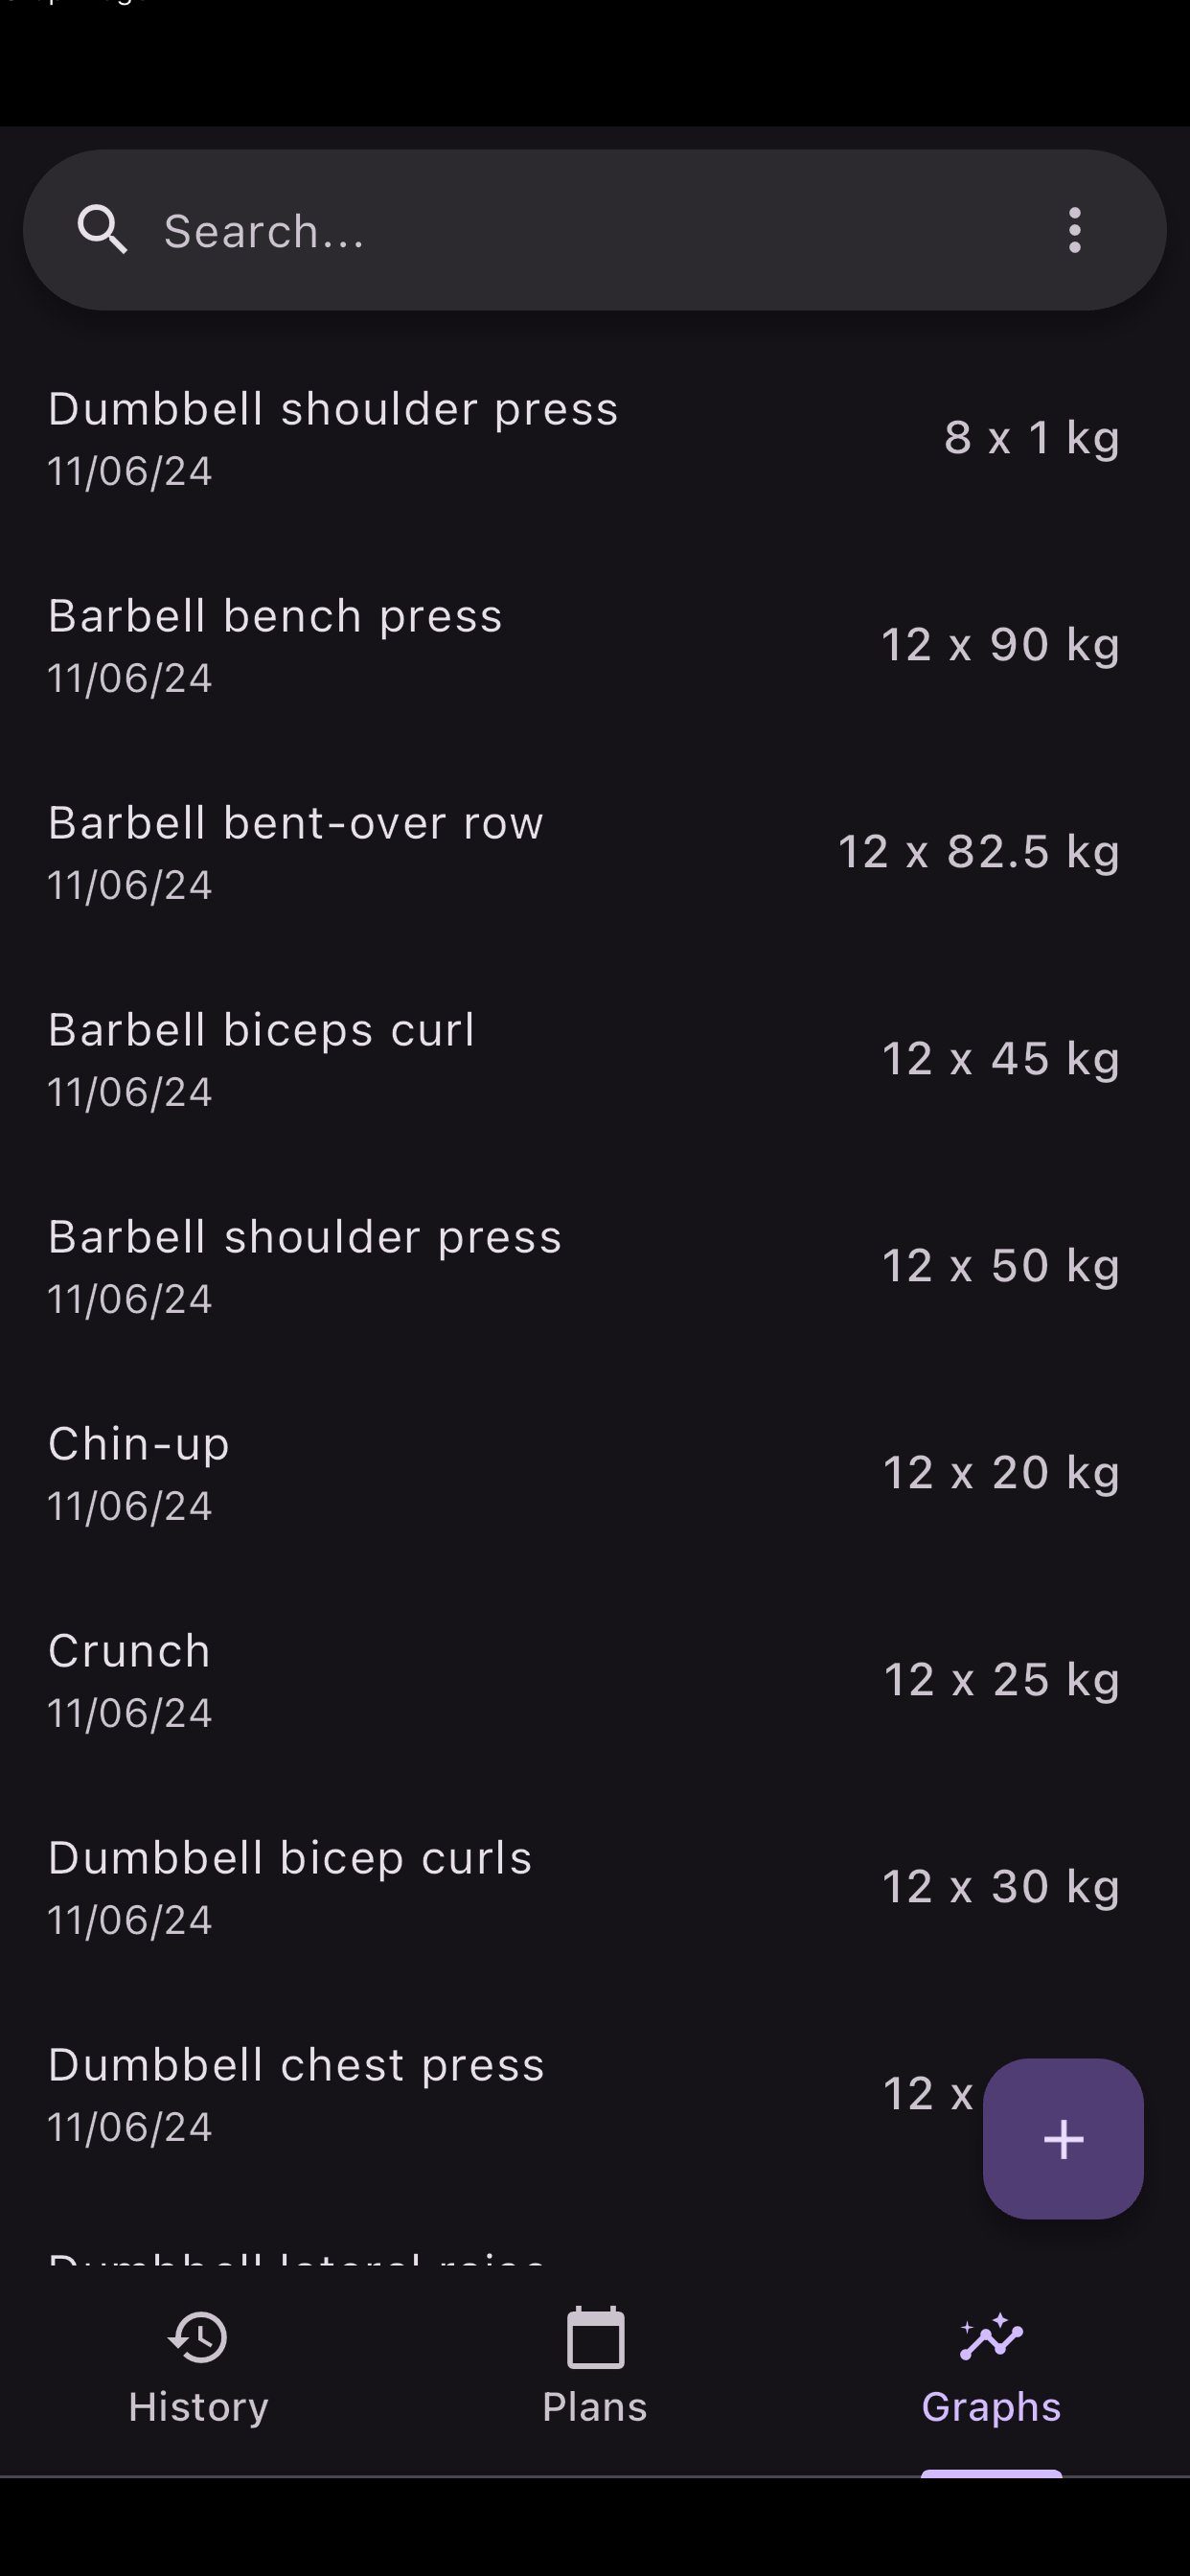 Search...
Dumbbell shoulder press
11/06/24
8 x 1 kg
Barbell bench press
11/06/24
12 x 90 kg
Barbell bent-over row
11/06/24
12 x 82.5 kg
Barbell biceps curl
11/06/24
12 x 45 kg
Barbell shoulder press
11/06/24
12 x 50 kg
Chin-up
11/06/24
12 x 20 kg
Crunch
11/06/24
12 x 25 kg
Dumbbell bicep curls
11/06/24
12 x 30 kg
Dumbbell chest press
11/06/24
12 x
Dumbbell lateral raise
History
Plans
Graphs